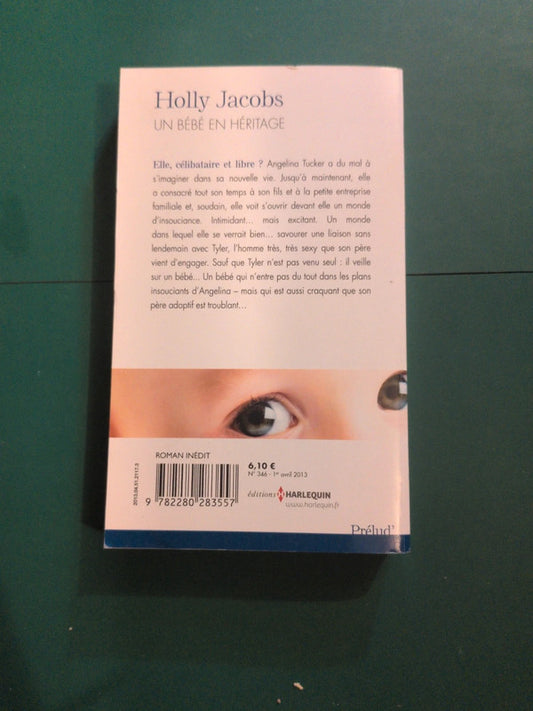 Holly Jacobs
UN BÉBÉ EN HÉRITAGE
Elle, célibataire et libre ? Angelina Tucker a du mal à
s'imaginer dans sa nouvelle vie. Jusqu'à maintenant, elle
a consacré tout son temps à son fils et à la petite entreprise
familiale et, soudain, elle voit s'ouvrir devant elle un monde
d'insouciance. Intimidant... mais excitant. Un monde
dans lequel elle se verrait bien... savourer une liaison sans
lendemain avec Tyler, l'homme très, très sexy que son père
vient d'engager. Sauf que Tyler n'est pas venu seul : il veille
sur un bébé... Un bébé qui n'entre pas du tout dans les plans
insouciants d'Angelina – mais qui est aussi craquant que son
père adoptif est troublant...
ROMAN INÉDIT
2013.04.51.2117.3
9 782280 283557
6,10 €
N° 346 - 1er avril 2013
éditions HARLEQUIN
www.harlequin.fr
Prélud'